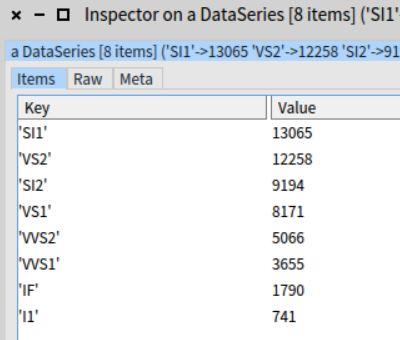 Inspector on a DataSeries [8 items] ('SI1'-
a DataSeries [8 items] ('SI1'->13065 'VS2'->12258 'SI2'->91
Items Raw Meta
Key Value
'SI1' 13065
'VS2' 12258
'SI2' 9194
'VS1' 8171
'VVS2' 5066
'VVS1' 3655
'IF' 1790
'I1' 741